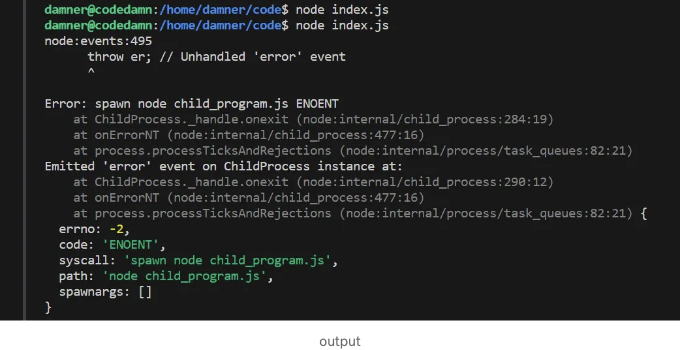 damner@codedamn:/home/damner/code$ node index.js
damner@codedamn:/home/damner/code$ node index.js
node:events:495
      throw er; // Unhandled 'error' event
      ^

Error: spawn node child_program.js ENOENT
    at ChildProcess._handle.onexit (node:internal/child_process:284:19)
    at onErrorNT (node:internal/child_process:477:16)
    at process.processTicksAndRejections (node:internal/process/task_queues:82:21)
Emitted 'error' event on ChildProcess instance at:
    at ChildProcess._handle.onexit (node:internal/child_process:290:12)
    at onErrorNT (node:internal/child_process:477:16)
    at process.processTicksAndRejections (node:internal/process/task_queues:82:21) {
  errno: -2,
  code: 'ENOENT',
  syscall: 'spawn node child_program.js',
  path: 'node child_program.js',
  spawnargs: []
}
output